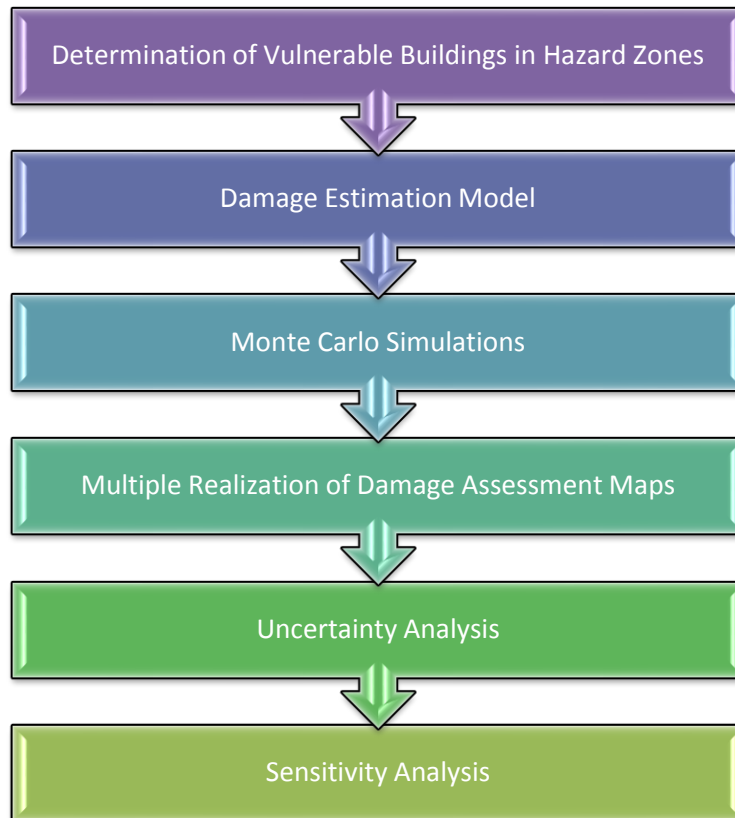 Determination of Vulnerable Buildings in Hazard Zones
Damage Estimation Model
Monte Carlo Simulations
Multiple Realization of Damage Assessment Maps
Uncertainty Analysis
Sensitivity Analysis